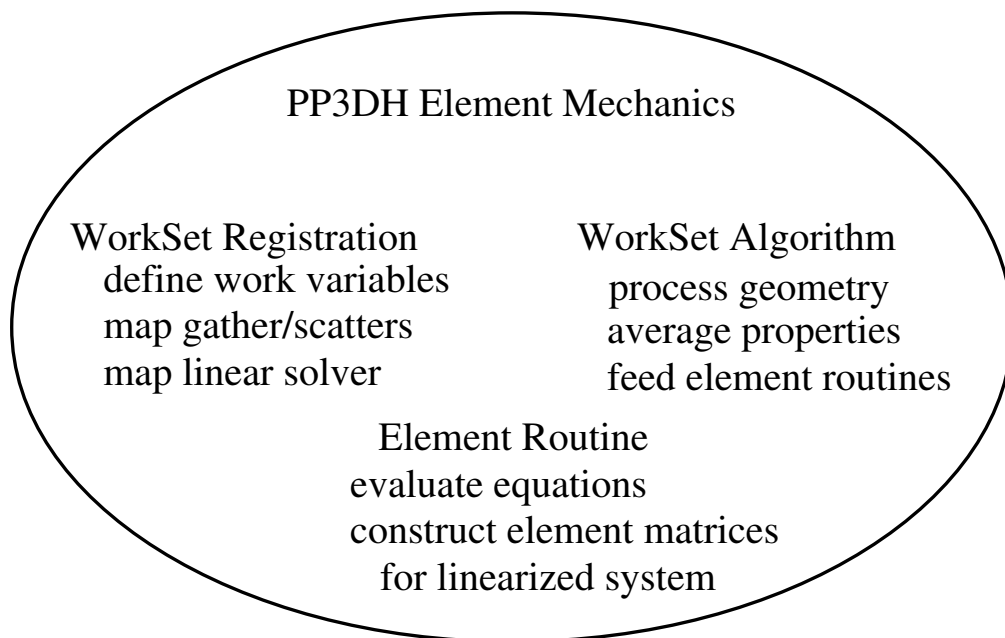 PP3DH Element Mechanics
WorkSet Registration
define work variables
map gather/scatters
map linear solver
WorkSet Algorithm
process geometry
average properties
feed element routines
Element Routine
evaluate equations
construct element matrices
for linearized system